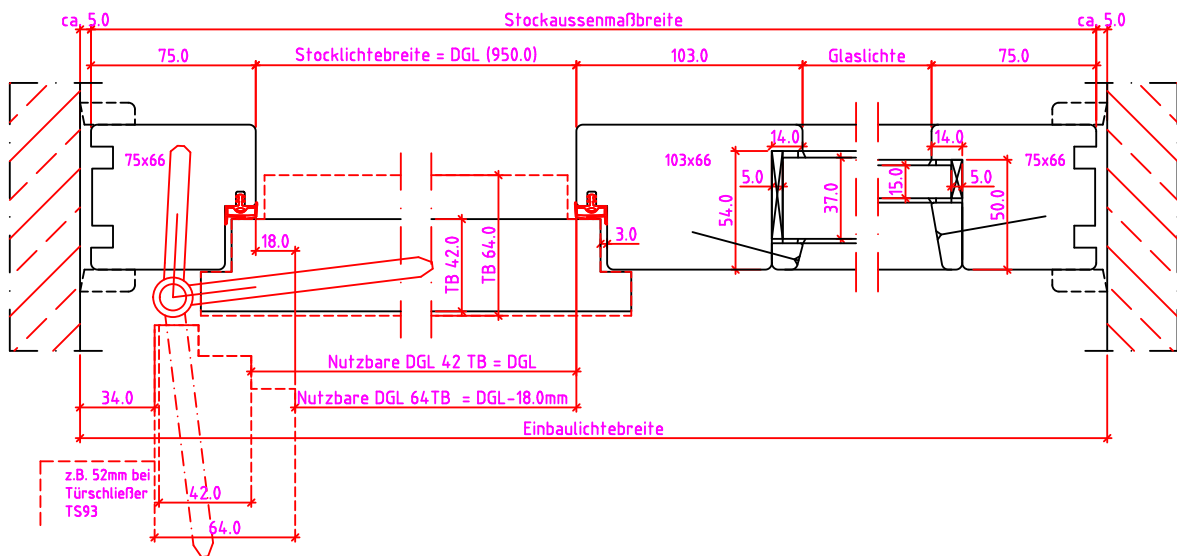 ca. 5.0
Stockaussenmaßbreite
ca. 5.0
75.0
Stocklichtebreite = DGL (950.0)
103.0
Glaslichte
75.0
75x66
14.0
103x66
14.0
75x66
5.0
54.0
37.0
15.0
5.0
50.0
18.0
TB 42.0
TB 64.0
3.0
Nutzbare DGL 42 TB = DGL
34.0
Nutzbare DGL 64TB = DGL-18.0mm
Einbaulichtebreite
z.B. 52mm bei
Türschließer
TS93
42.0
64.0